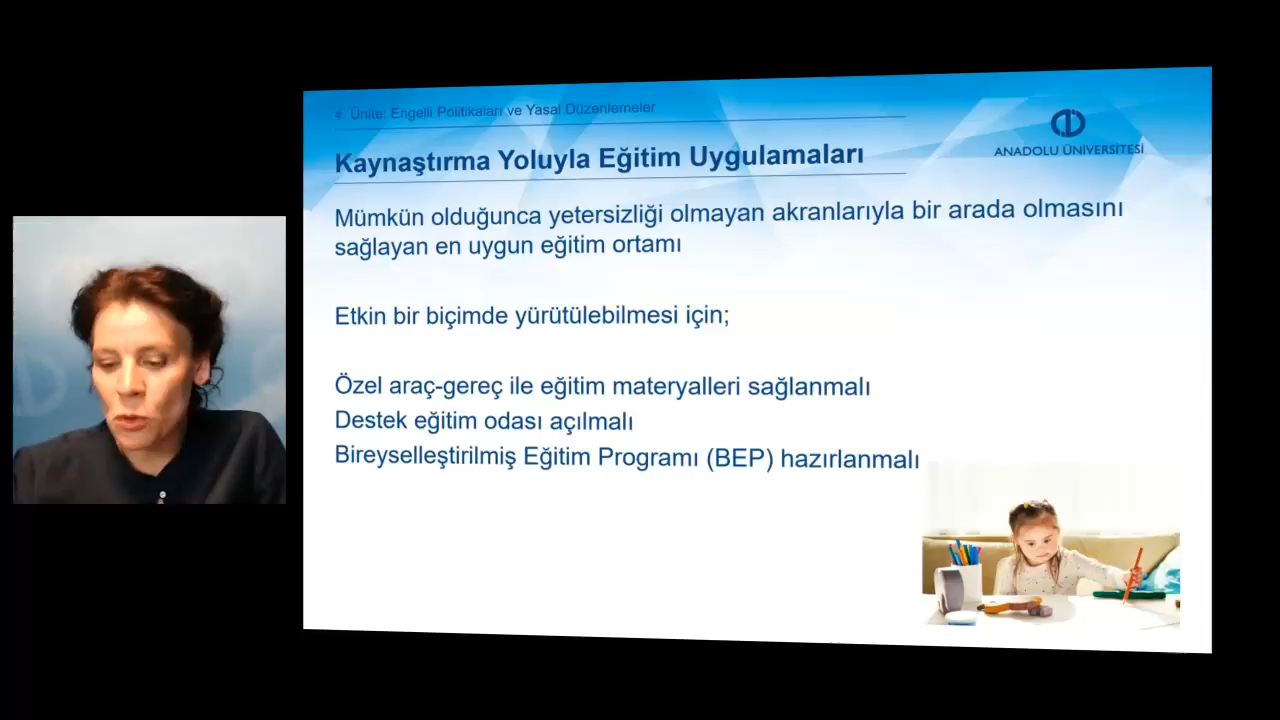 4. Ünite: Engelli Politikaları ve Yasal Düzenlemeler
ANADOLU ÜNİVERSİTESİ
Kaynaştırma Yoluyla Eğitim Uygulamaları
Mümkün olduğunca yetersizliği olmayan akranlarıyla bir arada olmasını
sağlayan en uygun eğitim ortamı
Etkin bir biçimde yürütülebilmesi için;
Özel araç-gereç ile eğitim materyalleri sağlanmalı
Destek eğitim odası açılmalı
Bireyselleştirilmiş Eğitim Programı (BEP) hazırlanmalı